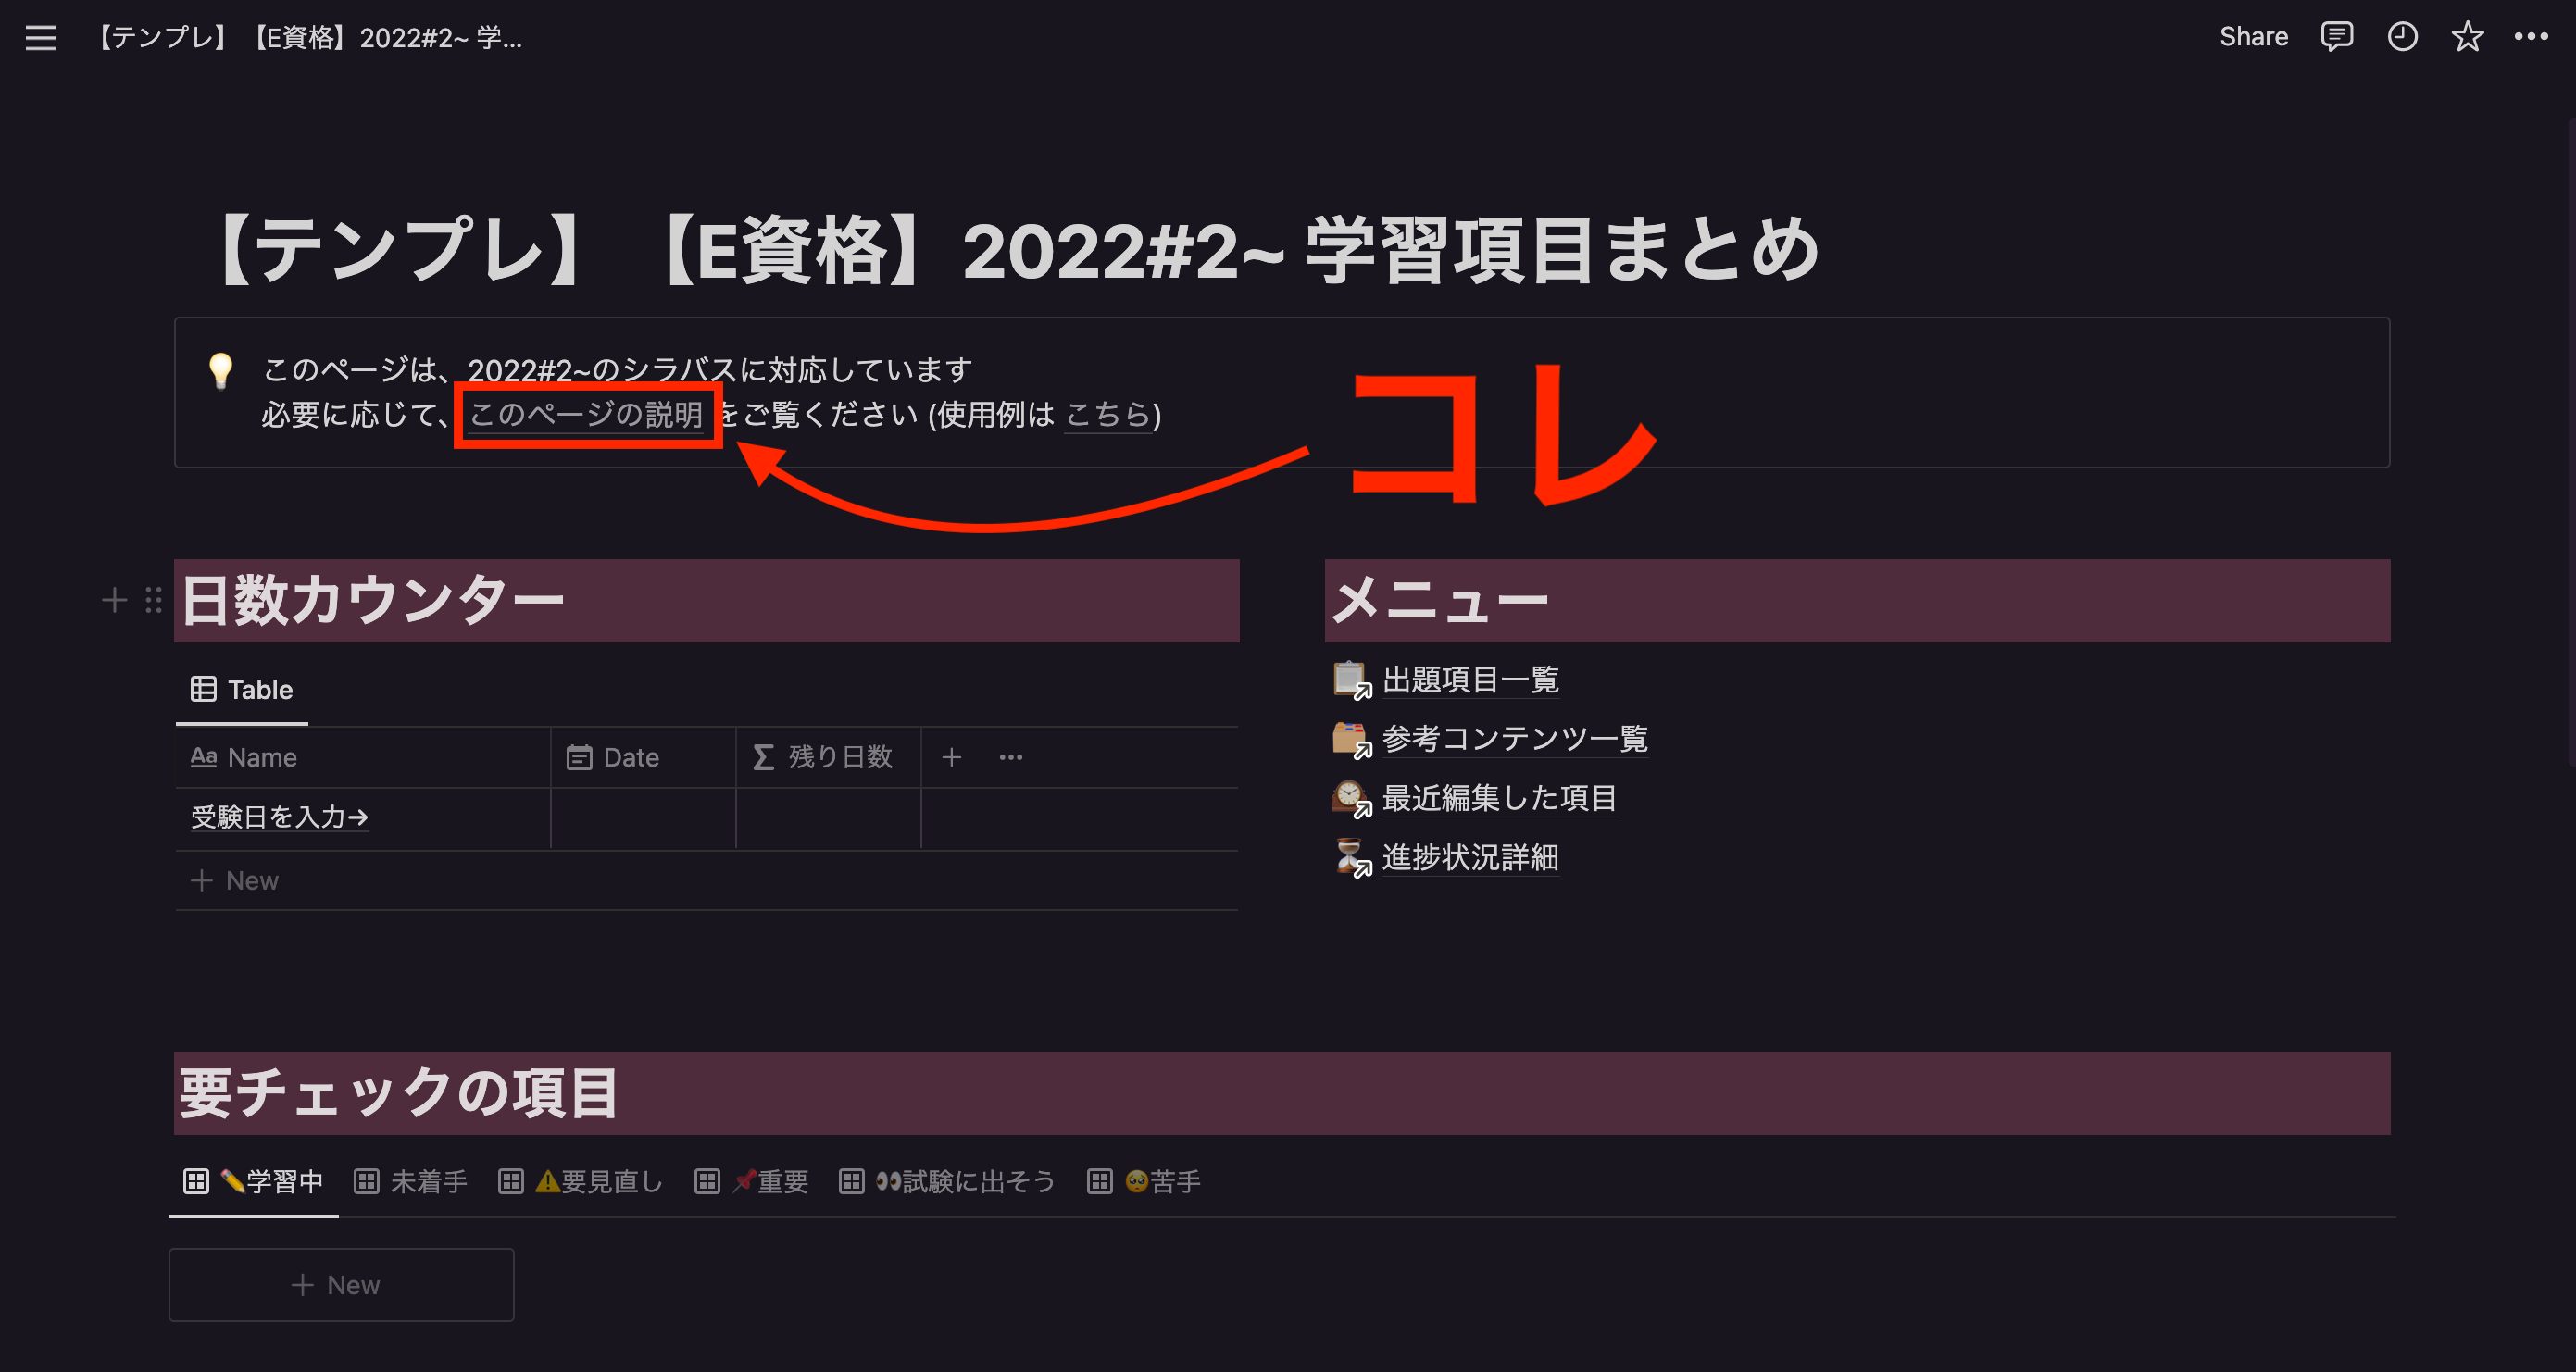 【テンプレ】【E資格】2022#2~ 学...
Share
【テンプレ】【E資格】2022#2~ 学習項目まとめ
このページは、2022#2~のシラバスに対応しています
必要に応じて、このページの説明 をご覧ください (使用例は こちら)
コレ
日数カウンター
Table
Aa Name Date Σ 残り日数
受験日を入力→
+ New
メニュー
出題項目一覧
参考コンテンツ一覧
最近編集した項目
進捗状況詳細
要チェックの項目
✏️学習中 未着手 ⚠️要見直し 📌重要 👀試験に出そう 🥺苦手
+ New